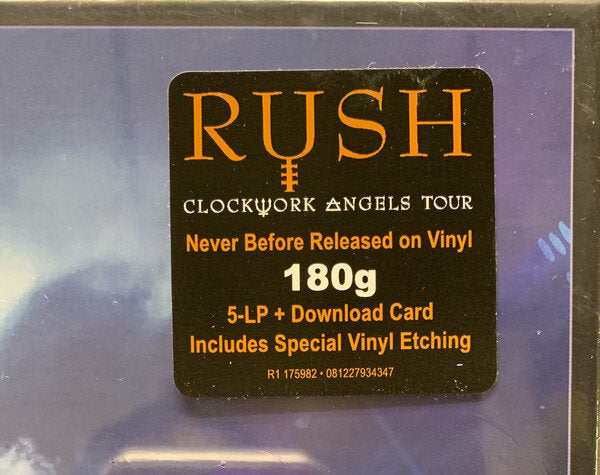 RUSH
CLOCKWORK ANGELS TOUR
Never Before Released on Vinyl
180g
5-LP + Download Card
Includes Special Vinyl Etching
R1 175982 • 081227934347